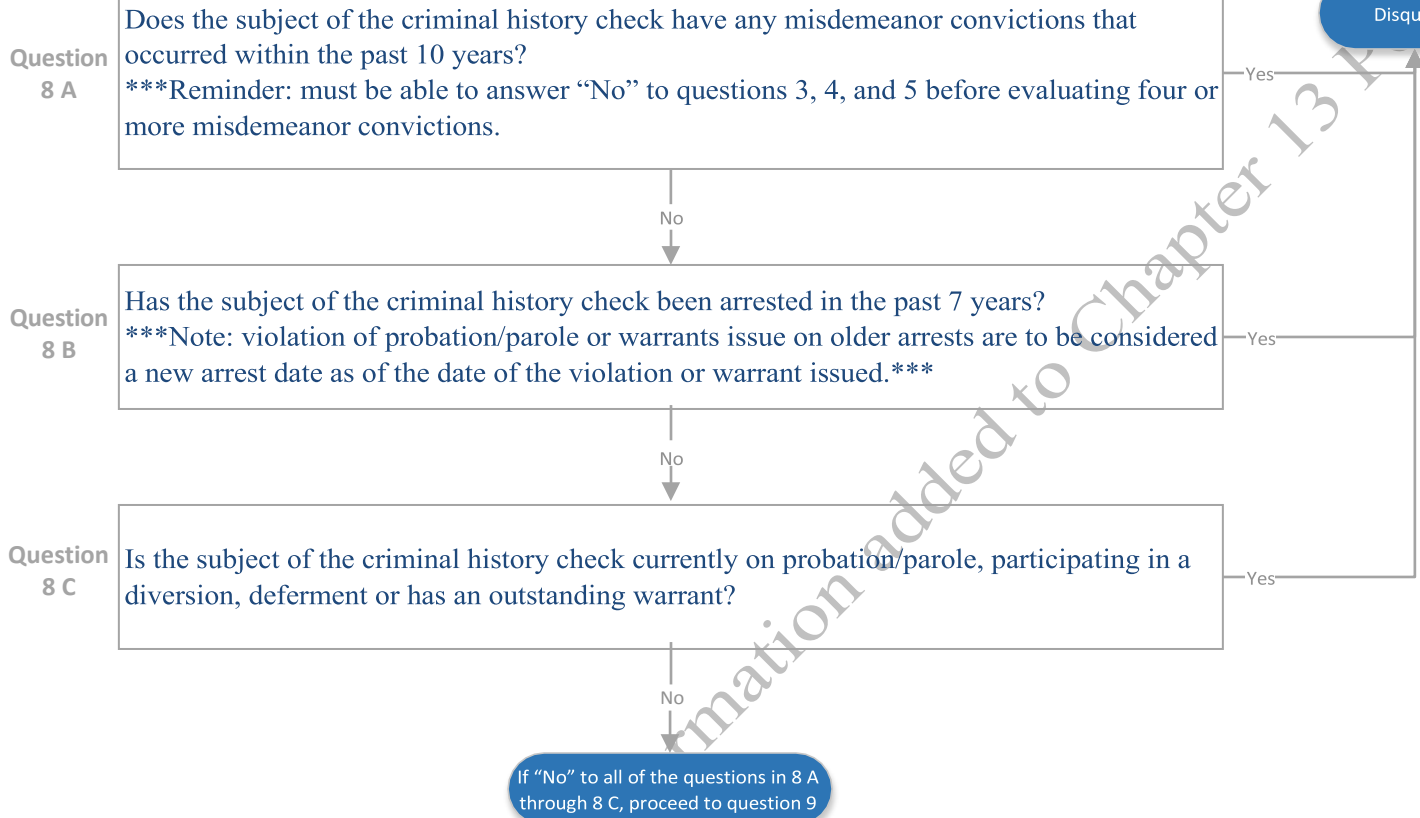 Does the subject of the criminal history check have any misdemeanor convictions that
occurred within the past 10 years?
***Reminder: must be able to answer “No” to questions 3, 4, and 5 before evaluating four or
more misdemeanor convictions.
Question
8 A
Yes
No
Has the subject of the criminal history check been arrested in the past 7 years?
***Note: violation of probation/parole or warrants issue on older arrests are to be considered
a new arrest date as of the date of the violation or warrant issued.***
Question
8 B
Yes
No
Is the subject of the criminal history check currently on probation/parole, participating in a
diversion, deferment or has an outstanding warrant?
Question
8 C
Yes
No
If “No” to all of the questions in 8 A
through 8 C, proceed to question 9
added to Chapter 13